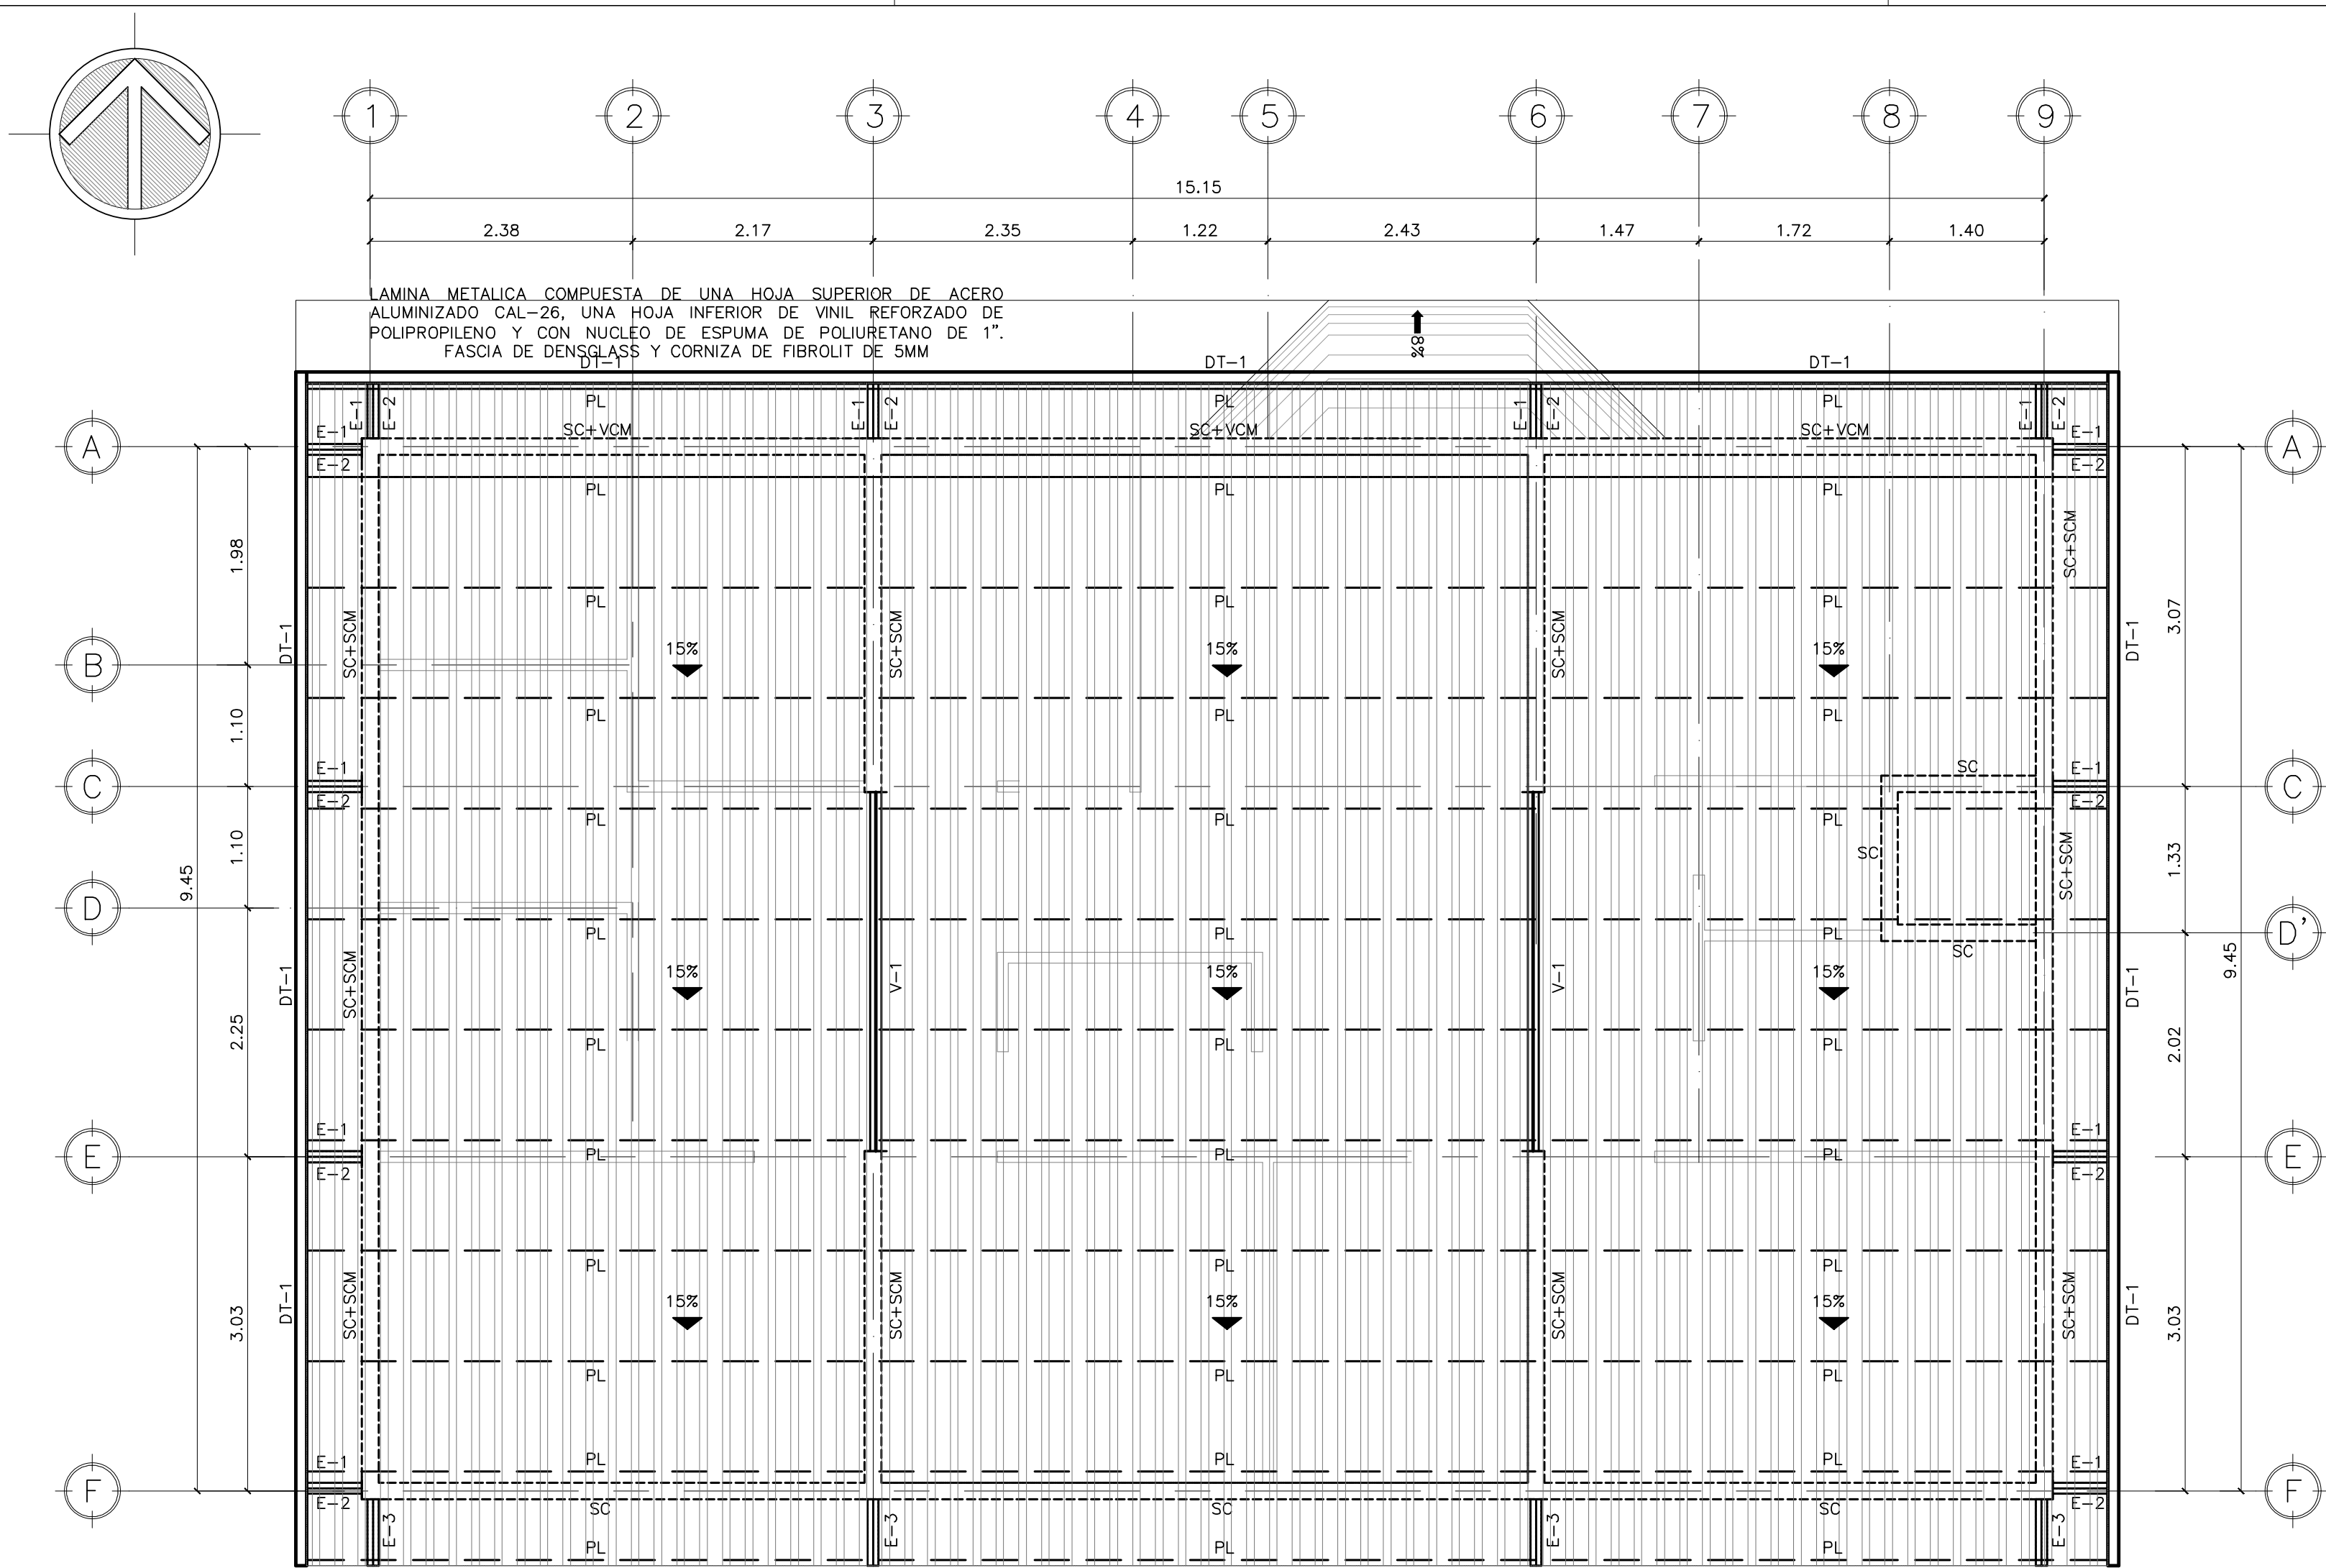 1 2 3 4 5 6 7 8 9
15.15
2.38 2.17 2.35 1.22 2.43 1.47 1.72 1.40
LAMINA METALICA COMPUESTA DE UNA HOJA SUPERIOR DE ACERO
ALUMINIZADO CAL-26, UNA HOJA INFERIOR DE VINIL REFORZADO DE
POLIPROPILENO Y CON NUCLEO DE ESPUMA DE POLIURETANO DE 1”.
FASCIA DE DENSGLASS Y CORNIZA DE FIBROLIT DE 5MM
8%
DT-1 DT-1 DT-1
E-1 E-2 PL E-1 E-2 PL E-1 E-2 PL E-1 E-2
E-1 SC+VCM SC+VCM SC+VCM E-1
A A
E-2 E-2
PL PL PL
1.98 SC+SCM
PL PL PL
3.07
DT-1 SC+SCM 15% SC+SCM 15% SC+SCM 15% DT-1
B
1.10 PL PL PL
E-1 SC E-1
C C
E-2 E-2
PL PL PL
1.10 SC SC+SCM 1.33
9.45
D D’
PL PL PL
SC 9.45
DT-1 SC+SCM 15% V-1 15% V-1 15% DT-1
2.25 2.02
PL PL PL
E-1 E-1
E PL PL PL E
E-2 E-2
PL PL PL
3.03 DT-1 SC+SCM 15% SC+SCM 15% SC+SCM 15% SC+SCM DT-1 3.03
PL PL PL
E-1 PL PL PL E-1
F F
E-2 SC SC SC E-2
E-3 E-3 E-3 E-3
PL PL PL